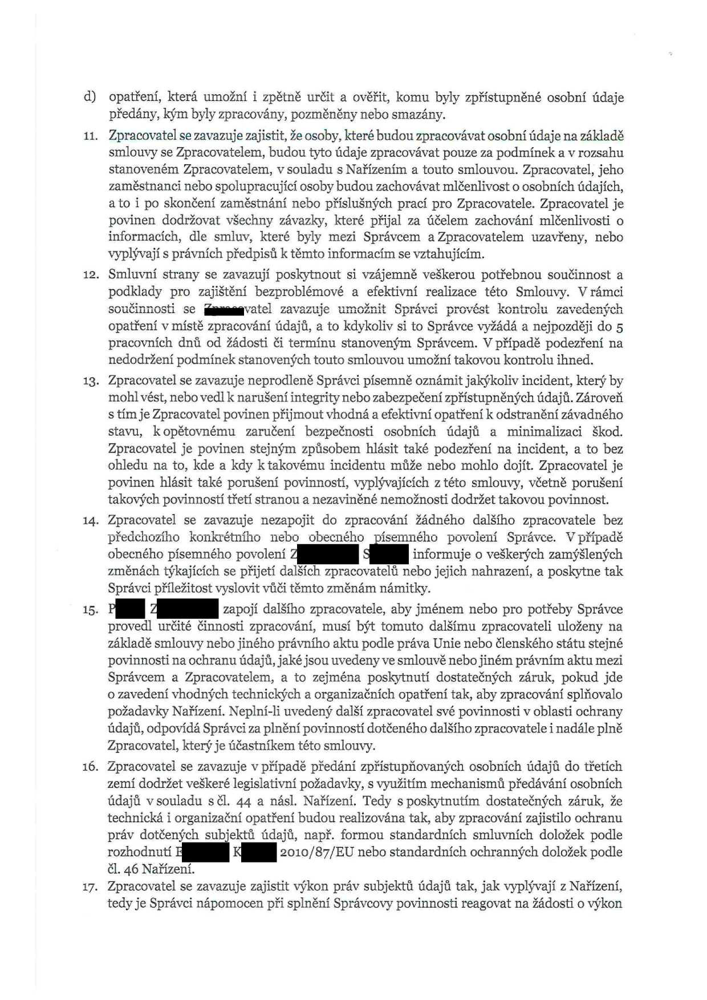 d) opatření, která umožní i zpětně určit a ověřit, komu byly zpřístupněné osobní údaje
předány, kým byly zpracovány, pozměněny nebo smazány.
11. Zpracovatel se zavazuje zajistit, že osoby, které budou zpracovávat osobní údaje na základě
smlouvy se Zpracovatelem, budou tyto údaje zpracovávat pouze za podmínek a v rozsahu
stanoveném Zpracovatelem, v souladu s Nařízením a touto smlouvou. Zpracovatel, jeho
zaměstnanci nebo spolupracující osoby budou zachovávat mlčenlivost o osobních údajích,
a to i po skončení zaměstnání nebo příslušných prací pro Zpracovatele. Zpracovatel je
povinen dodržovat všechny závazky, které přijal za účelem zachování mlčenlivosti o
informacích, dle smluv, které byly mezi Správcem a Zpracovatelem uzavřeny, nebo
vyplývají s právních předpisů k těmto informacím se vztahujícím.
12. Smluvní strany se zavazují poskytnout si vzájemně veškerou potřebnou součinnost a
podklady pro zajištění bezproblémové a efektivní realizace této Smlouvy. V rámci
součinnosti se vatel zavazuje umožnit Správci provést kontrolu zavedených
opatření v místě zpracování údajů, a to kdykoliv si to Správce vyžádá a nejpozději do 5
pracovních dnů od žádosti či termínu stanoveným Správcem. V případě podezření na
nedodržení podmínek stanovených touto smlouvou umožní takovou kontrolu ihned.
13. Zpracovatel se zavazuje neprodleně Správci písemně oznámit jakýkoliv incident, který by
mohl vést, nebo vedl k narušení integrity nebo zabezpečení zpřístupněných údajů. Zároveň
s tím je Zpracovatel povinen přijmout vhodná a efektivní opatření k odstranění závadného
stavu, k opětovnému zaručení bezpečnosti osobních údajů a minimalizaci škod.
Zpracovatel je povinen stejným způsobem hlásit také podezření na incident, a to bez
ohledu na to, kde a kdy k takovému incidentu může nebo mohlo dojít. Zpracovatel je
povinen hlásit také porušení povinností, vyplývajících z této smlouvy, včetně porušení
takových povinností třetí stranou a nezaviněné nemožnosti dodržet takovou povinnost.
14. Zpracovatel se zavazuje nezapojit do zpracování žádného dalšího zpracovatele bez
předchozího konkrétního nebo obecného písemného povolení Správce. V případě
obecného písemného povolení Z S informuje o veškerých zamýšlených
změnách týkajících se přijetí dalších zpracovatelů nebo jejich nahrazení, a poskytne tak
Správci příležitost vyslovit vůči těmto změnám námitky.
15. P Z zapojí dalšího zpracovatele, aby jménem nebo pro potřeby Správce
provedl určité činnosti zpracování, musí být tomuto dalšímu zpracovateli uloženy na
základě smlouvy nebo jiného právního aktu podle práva Unie nebo členského státu stejné
povinnosti na ochranu údajů, jaké jsou uvedeny ve smlouvě nebo jiném právním aktu mezi
Správcem a Zpracovatelem, a to zejména poskytnutí dostatečných záruk, pokud jde
o zavedení vhodných technických a organizačních opatření tak, aby zpracování splňovalo
požadavky Nařízení. Neplní-li uvedený další zpracovatel své povinnosti v oblasti ochrany
údajů, odpovídá Správci za plnění povinností dotčeného dalšího zpracovatele i nadále plně
Zpracovatel, který je účastníkem této smlouvy.
16. Zpracovatel se zavazuje v případě předání zpřístupňovaných osobních údajů do třetích
zemí dodržet veškeré legislativní požadavky, s využitím mechanismů předávání osobních
údajů v souladu s čl. 44 a násl. Nařízení. Tedy s poskytnutím dostatečných záruk, že
technická i organizační opatření budou realizována tak, aby zpracování zajistilo ochranu
práv dotčených subjektů údajů, např. formou standardních smluvních doložek podle
rozhodnutí E K 2010/87/EU nebo standardních ochranných doložek podle
čl. 46 Nařízení.
17. Zpracovatel se zavazuje zajistit výkon práv subjektů údajů tak, jak vyplývají z Nařízení,
tedy je Správci nápomocen při splnění Správcovy povinnosti reagovat na žádosti o výkon